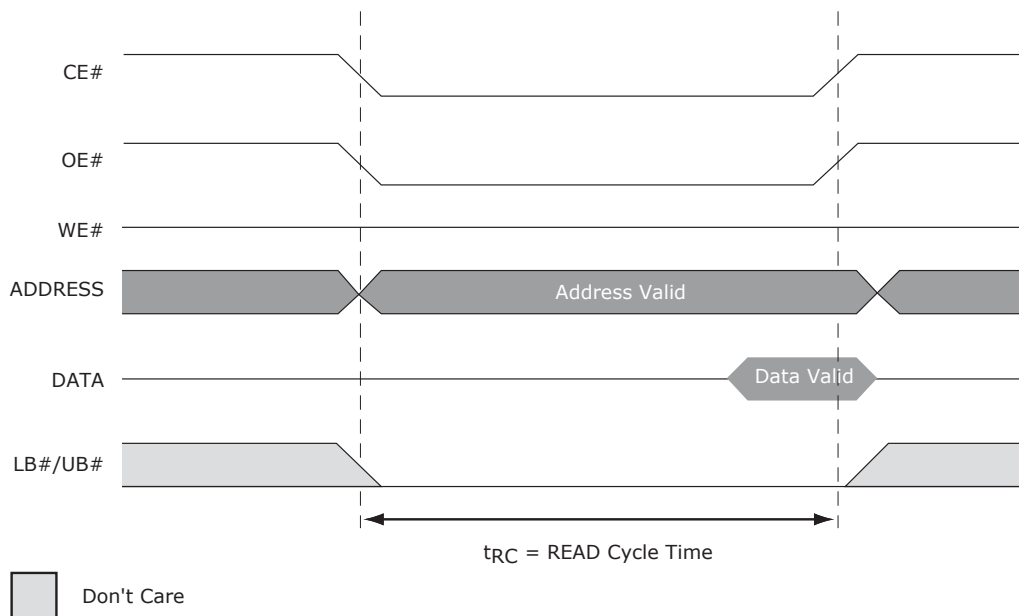 CE#
OE#
WE#
ADDRESS
Address Valid
DATA
Data Valid
LB#/UB#
tRC = READ Cycle Time
Don't Care